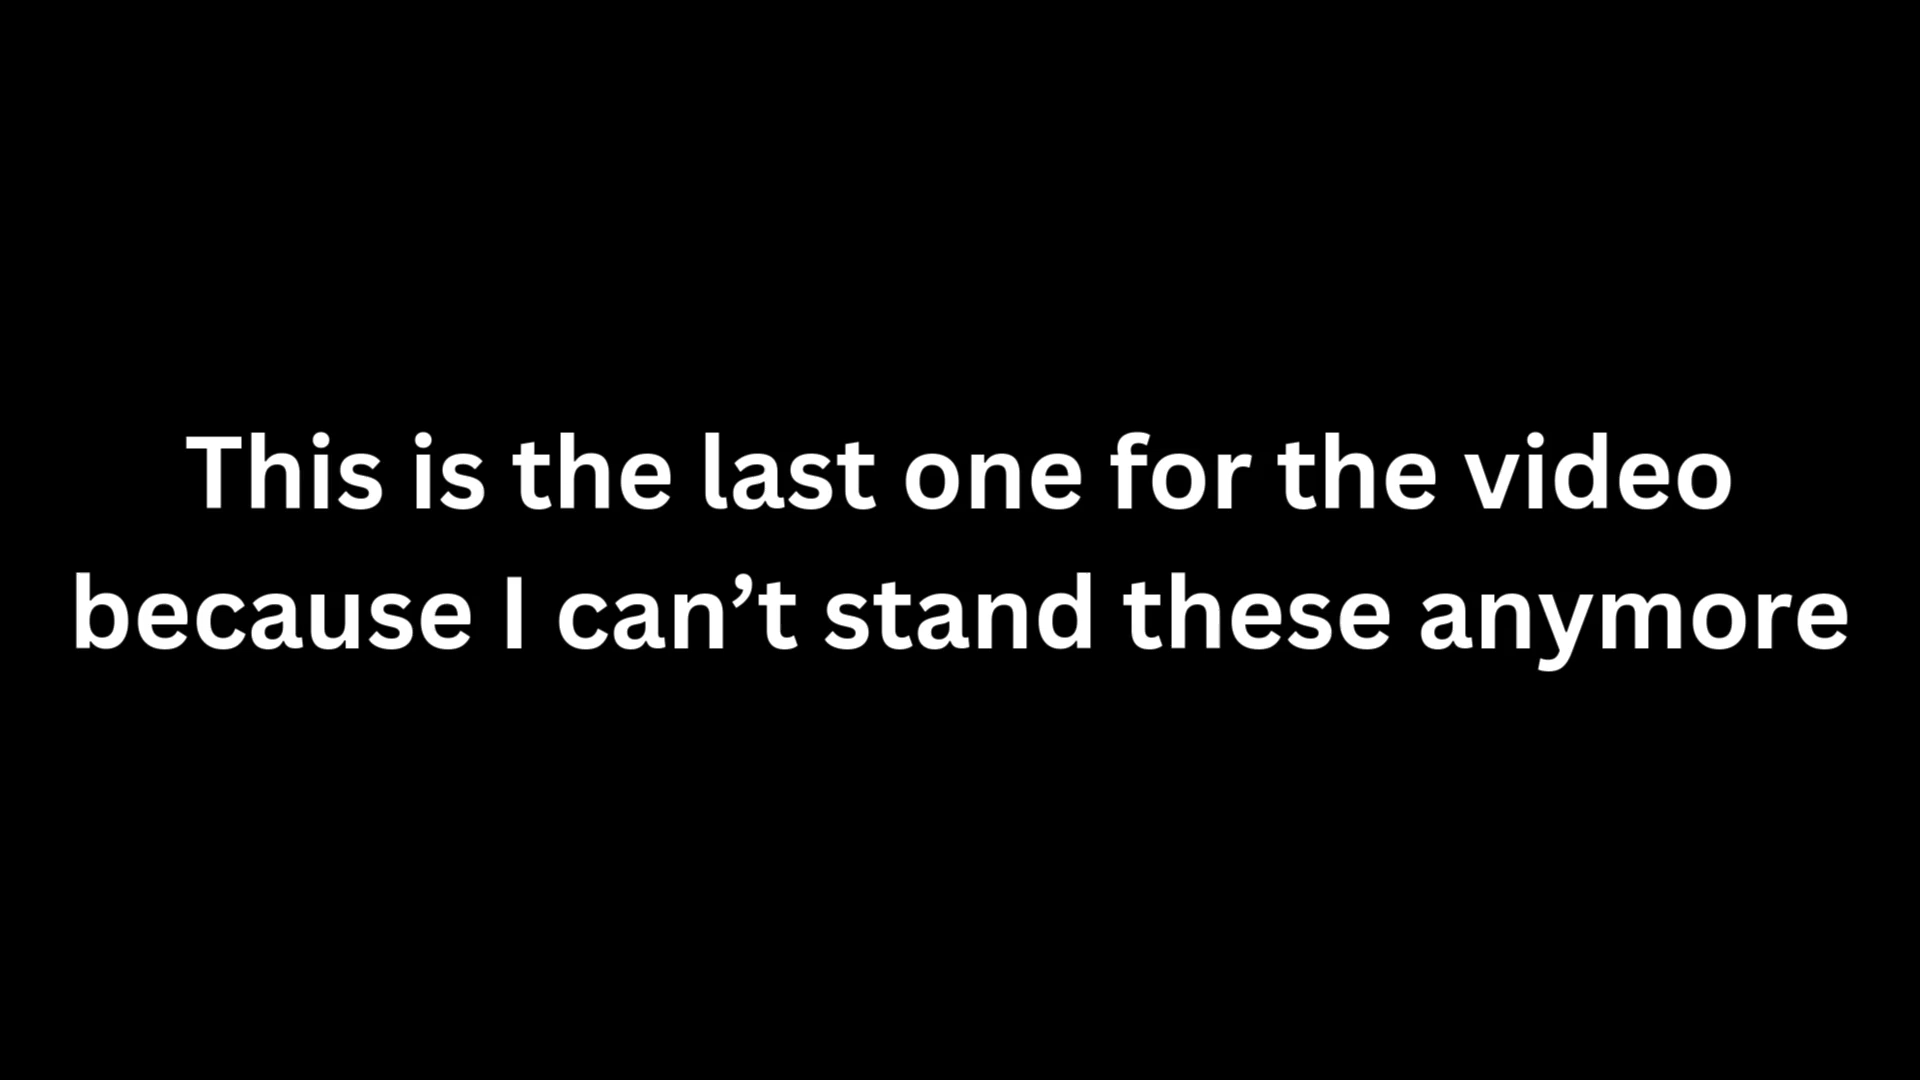 This is the last one for the video
because I can’t stand these anymore